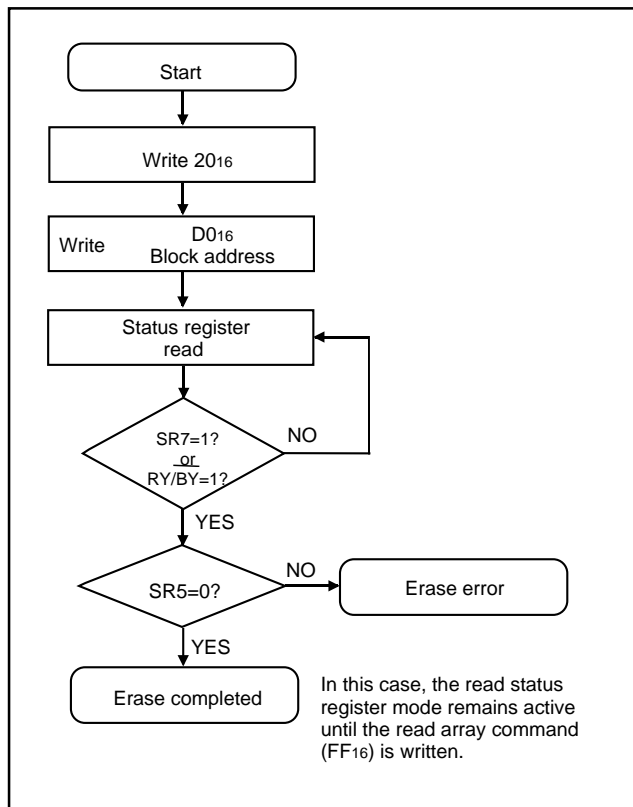 Start
Write 20₁₆
Write D0₁₆
Block address
Status register
read
SR7=1?
or
RY/BY=1?
NO
YES
SR5=0?
NO
Erase error
YES
Erase completed
In this case, the read status
register mode remains active
until the read array command
(FF₁₆) is written.